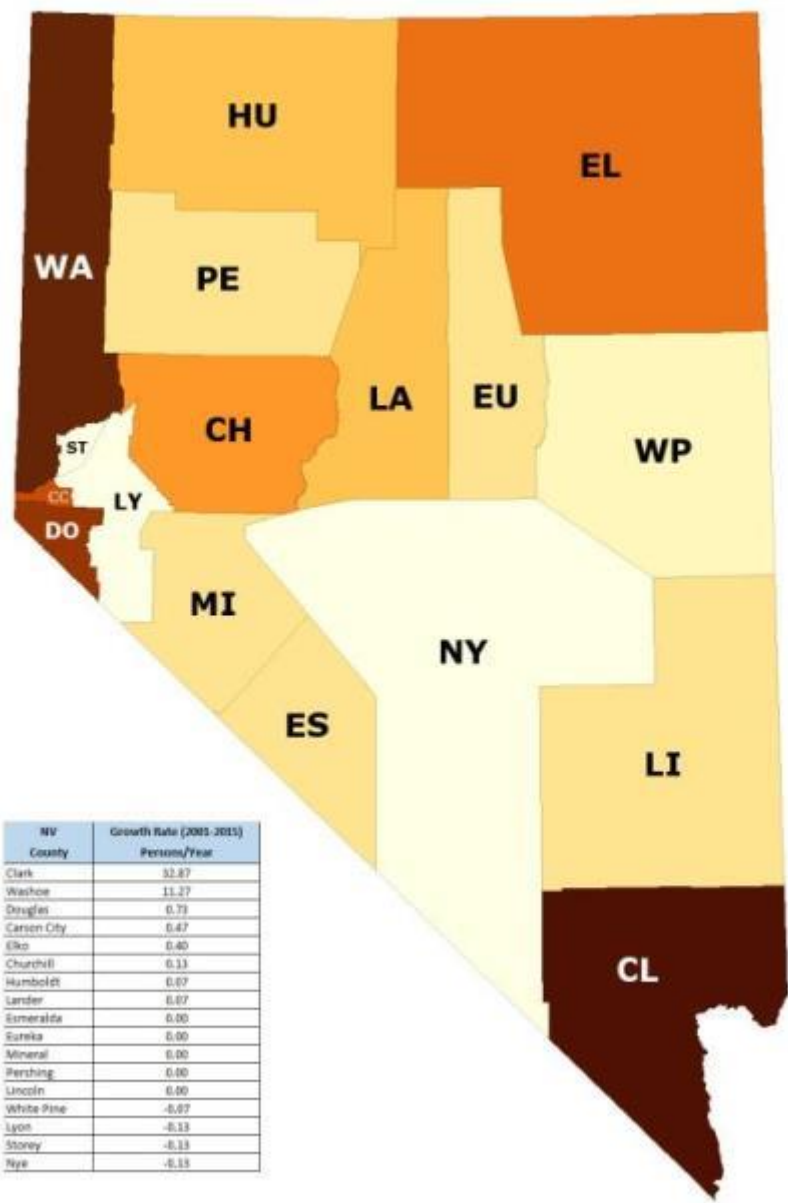 HU
EL
WA
PE
LA
EU
CH
WP
ST
LY
CC
DO
MI
NY
ES
LI
CL
NV County Growth Rate (2001-2015) Persons/Year
Clark 32.87
Washoe 11.27
Douglas 0.73
Carson City 0.47
Elko 0.40
Churchill 0.13
Humboldt 0.07
Lander 0.07
Esmeralda 0.00
Eureka 0.00
Mineral 0.00
Pershing 0.00
Lincoln 0.00
White Pine -0.07
Lyon -0.13
Storey -0.13
Nye -0.13